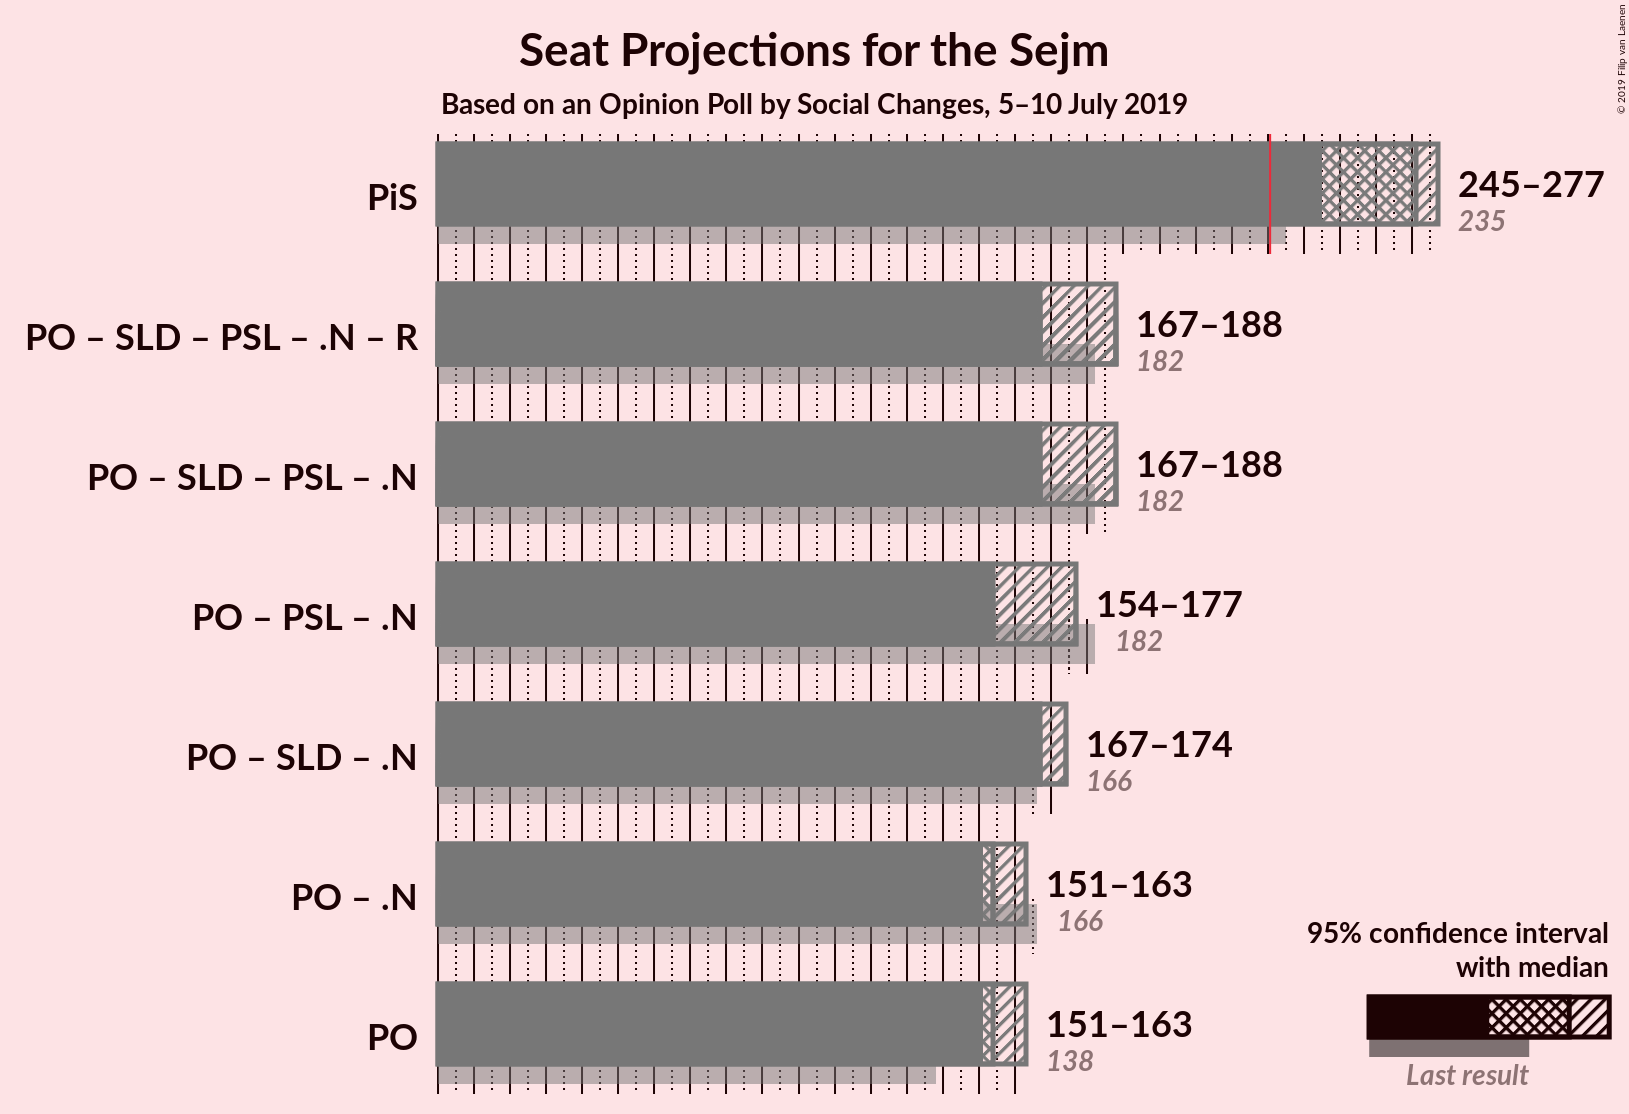 Seat Projections for the Sejm
Based on an Opinion Poll by Social Changes, 5–10 July 2019
© 2019 Filip van Laenen
PiS
245–277
235
PO – SLD – PSL – .N – R
167–188
182
PO – SLD – PSL – .N
167–188
182
PO – PSL – .N
154–177
182
PO – SLD – .N
167–174
166
PO – .N
151–163
166
PO
151–163
138
95% confidence interval
with median
Last result